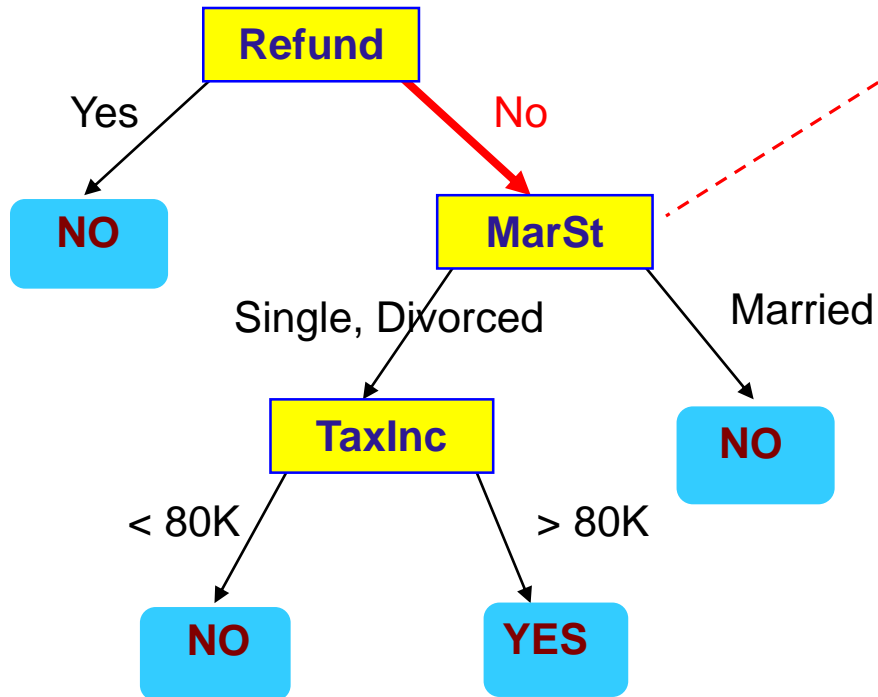 Refund
Yes
No
NO
MarSt
Single, Divorced
Married
TaxInc
NO
< 80K
> 80K
NO
YES